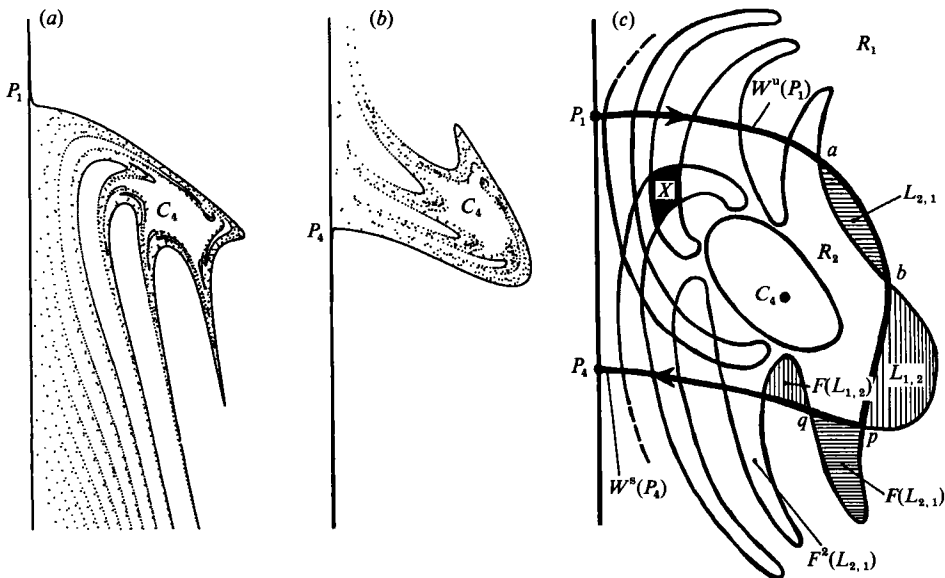 (a)
P₁
C₄
(b)
P₄
C₄
(c)
R₁
Wᵘ(P₁)
P₁
a
L₂,₁
X
R₂
b
C₄
P₄
F(L₁,₂)
L₁,₂
q
p
Wˢ(P₄)
F(L₂,₁)
F²(L₂,₁)